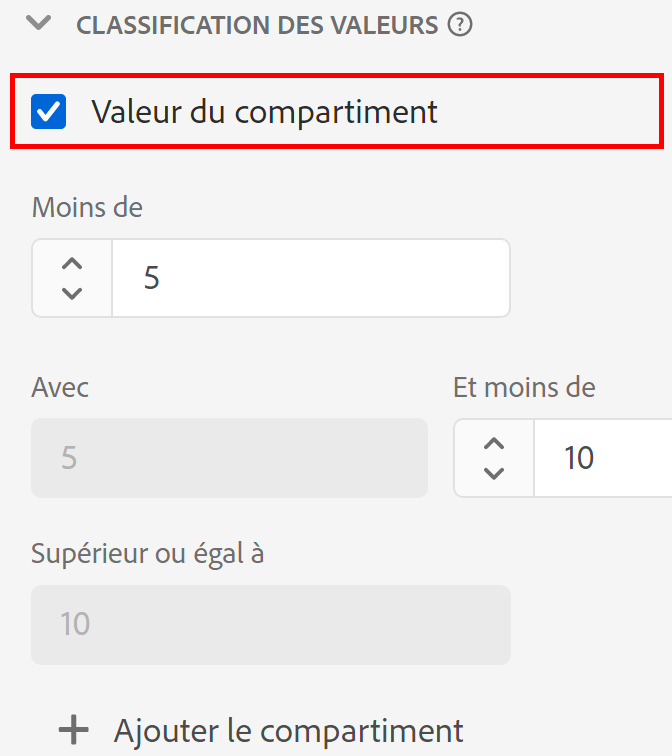 CLASSIFICATION DES VALEURS ?
Valeur du compartiment
Moins de
5
Avec Et moins de
5 10
Supérieur ou égal à
10
+ Ajouter le compartiment